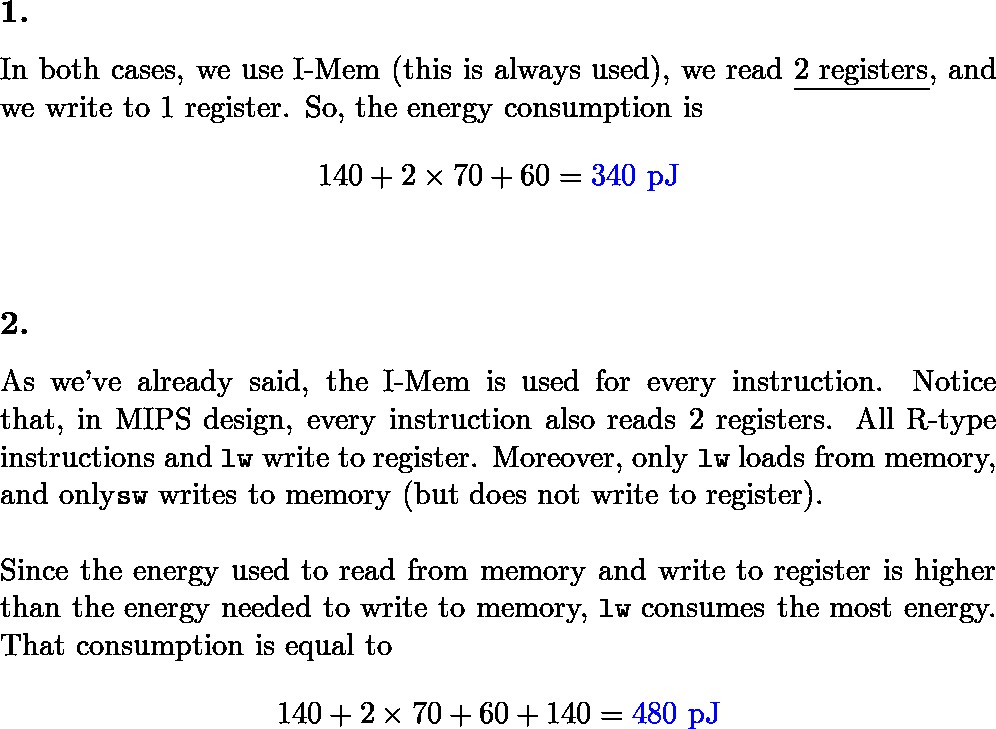 1.
In both cases, we use I-Mem (this is always used), we read 2 registers, and
we write to 1 register. So, the energy consumption is
140 + 2 × 70 + 60 = 340 pJ
2.
As we've already said, the I-Mem is used for every instruction. Notice
that, in MIPS design, every instruction also reads 2 registers. All R-type
instructions and lw write to register. Moreover, only lw loads from memory,
and onlysw writes to memory (but does not write to register).
Since the energy used to read from memory and write to register is higher
than the energy needed to write to memory, lw consumes the most energy.
That consumption is equal to
140 + 2 × 70 + 60 + 140 = 480 pJ